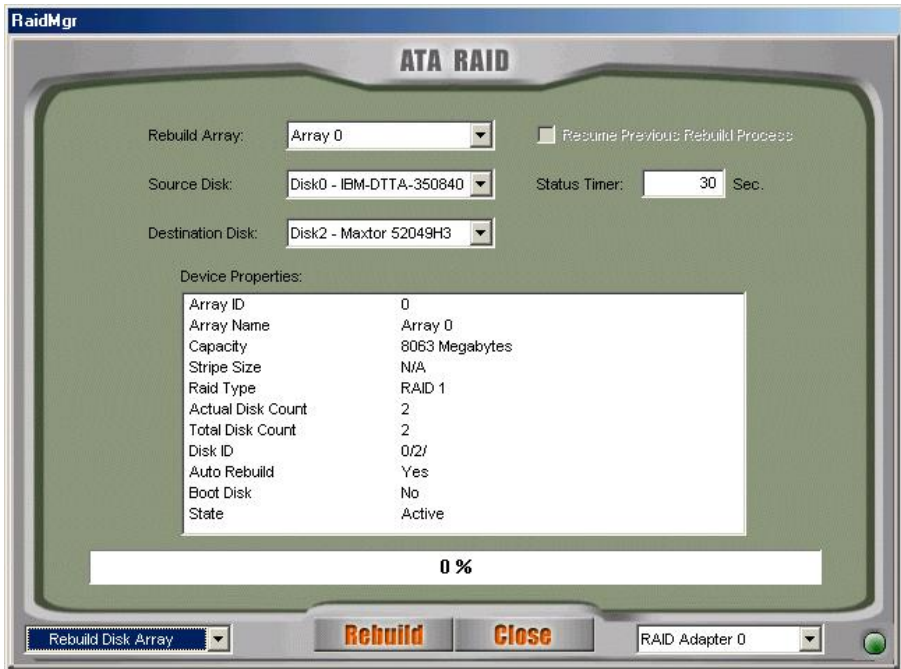 RaidMgr
ATA RAID
Rebuild Array: Array 0 Resume Previous Rebuild Process
Source Disk: Disk0 - IBM-DTTA-350840 Status Timer: 30 Sec.
Destination Disk: Disk2 - Maxtor 52049H3
Device Properties:
Array ID 0
Array Name Array 0
Capacity 8063 Megabytes
Stripe Size N/A
Raid Type RAID 1
Actual Disk Count 2
Total Disk Count 2
Disk ID 0/2/
Auto Rebuild Yes
Boot Disk No
State Active
0 %
Rebuild Disk Array Rebuild Close RAID Adapter 0